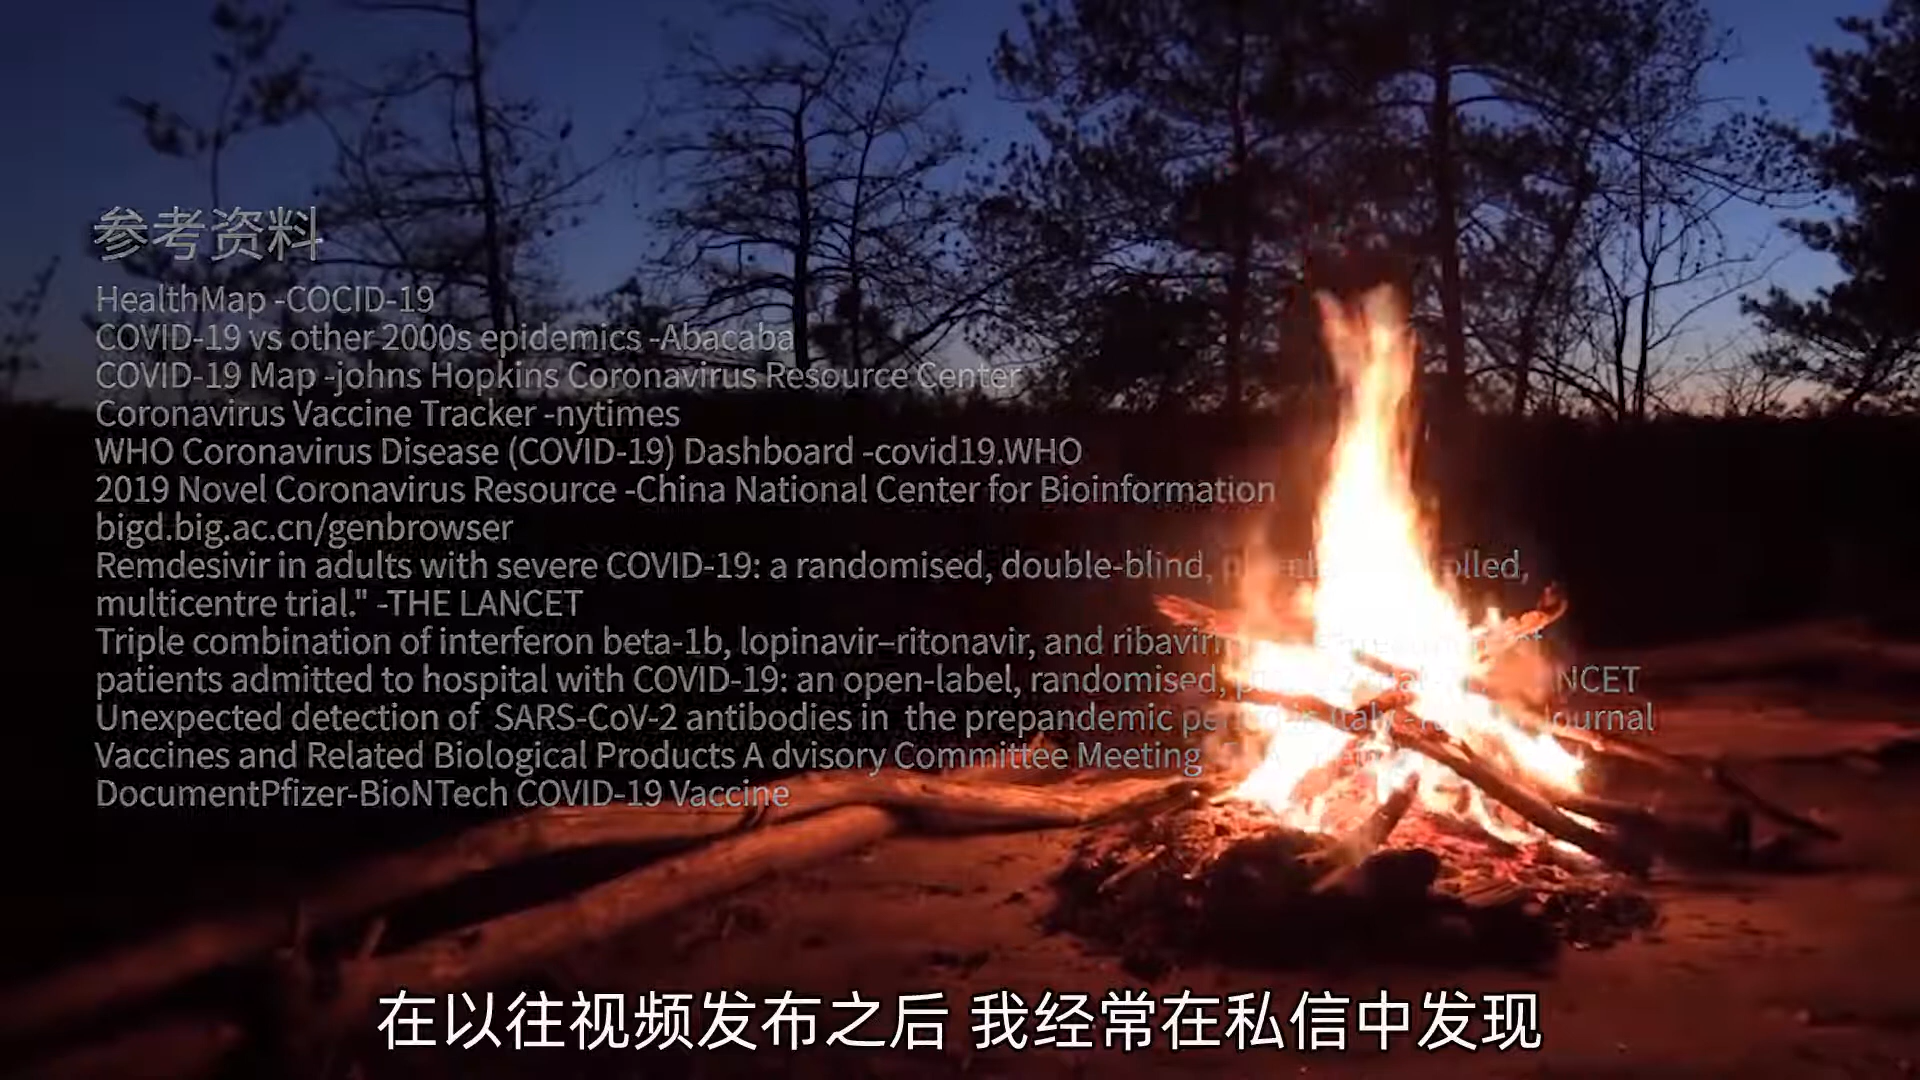 参考资料
HealthMap -COCID-19
COVID-19 vs other 2000s epidemics -Abacaba
COVID-19 Map -johns Hopkins Coronavirus Resource Center
Coronavirus Vaccine Tracker -nytimes
WHO Coronavirus Disease (COVID-19) Dashboard -covid19.WHO
2019 Novel Coronavirus Resource -China National Center for Bioinformation
bigd.big.ac.cn/genbrowser
Remdesivir in adults with severe COVID-19: a randomised, double-blind,
multicentre trial." -THE LANCET
Triple combination of interferon beta-1b, lopinavir–ritonavir, and
patients admitted to hospital with COVID-19: an open-label, randomised,
Unexpected detection of SARS-CoV-2 antibodies in the prepandemic
Vaccines and Related Biological Products A dvisory Committee Meeting
DocumentPfizer-BioNTech COVID-19 Vaccine
在以往视频发布之后 我经常在私信中发现